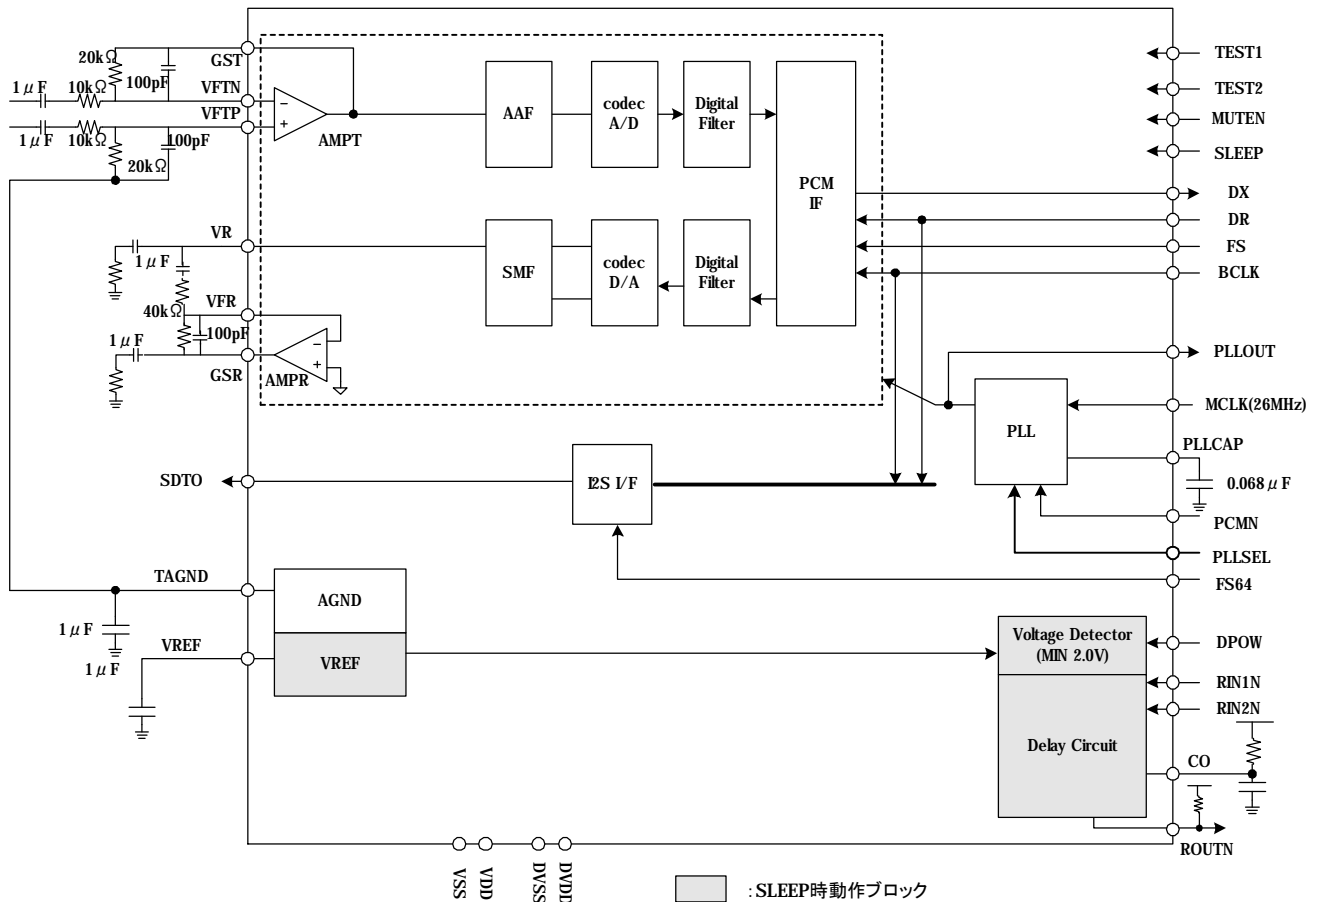 20kΩ
GST
1μF
10kΩ
100pF
VFTN
VFTP
1μF
10kΩ
100pF
20kΩ
−
+
AMPT
AAF
codec
A/D
Digital
Filter
PCM
IF
TEST1
TEST2
MUTEN
SLEEP
DX
DR
FS
BCLK
VR
1μF
SMF
codec
D/A
Digital
Filter
VFR
40kΩ
100pF
1μF
GSR
−
+
AMPR
PLLOUT
PLL
MCLK(26MHz)
PLLCAP
0.068μF
PCMN
PLLSEL
FS64
SDTO
I2S I/F
TAGND
AGND
1μF
VREF
1μF
VREF
Voltage Detector
(MIN 2.0V)
DPOW
RIN1N
RIN2N
Delay Circuit
CO
ROUTN
VSS
VDD
DVSS
DVDD
:SLEEP時動作ブロック